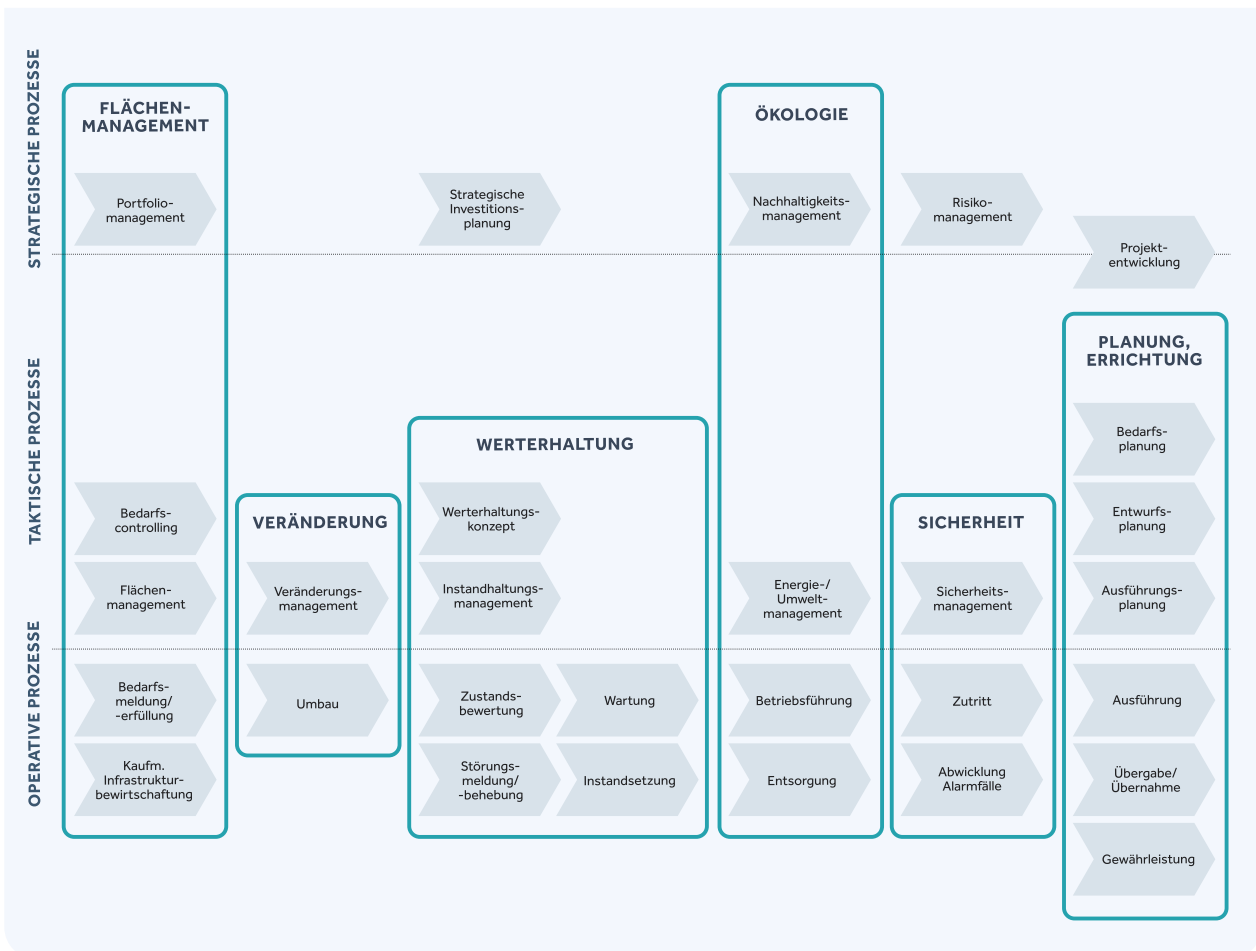 STRATEGISCHE PROZESSE
TAKTISCHE PROZESSE
OPERATIVE PROZESSE
FLÄCHEN-
MANAGEMENT
Portfolio-
management
Bedarfs-
controlling
Flächen-
management
Bedarfs-
meldung/
-erfüllung
Kaufm.
Infrastruktur-
bewirtschaftung
VERÄNDERUNG
Veränderungs-
management
Umbau
Strategische
Investitions-
planung
WERTERHALTUNG
Werterhaltungs-
konzept
Instandhaltungs-
management
Zustands-
bewertung
Wartung
Störungs-
meldung/
-behebung
Instandsetzung
ÖKOLOGIE
Nachhaltigkeits-
management
Energie-/
Umwelt-
management
Betriebsführung
Entsorgung
Risiko-
management
SICHERHEIT
Sicherheits-
management
Zutritt
Abwicklung
Alarmfälle
Projekt-
entwicklung
PLANUNG,
ERRICHTUNG
Bedarfs-
planung
Entwurfs-
planung
Ausführungs-
planung
Ausführung
Übergabe/
Übernahme
Gewährleistung